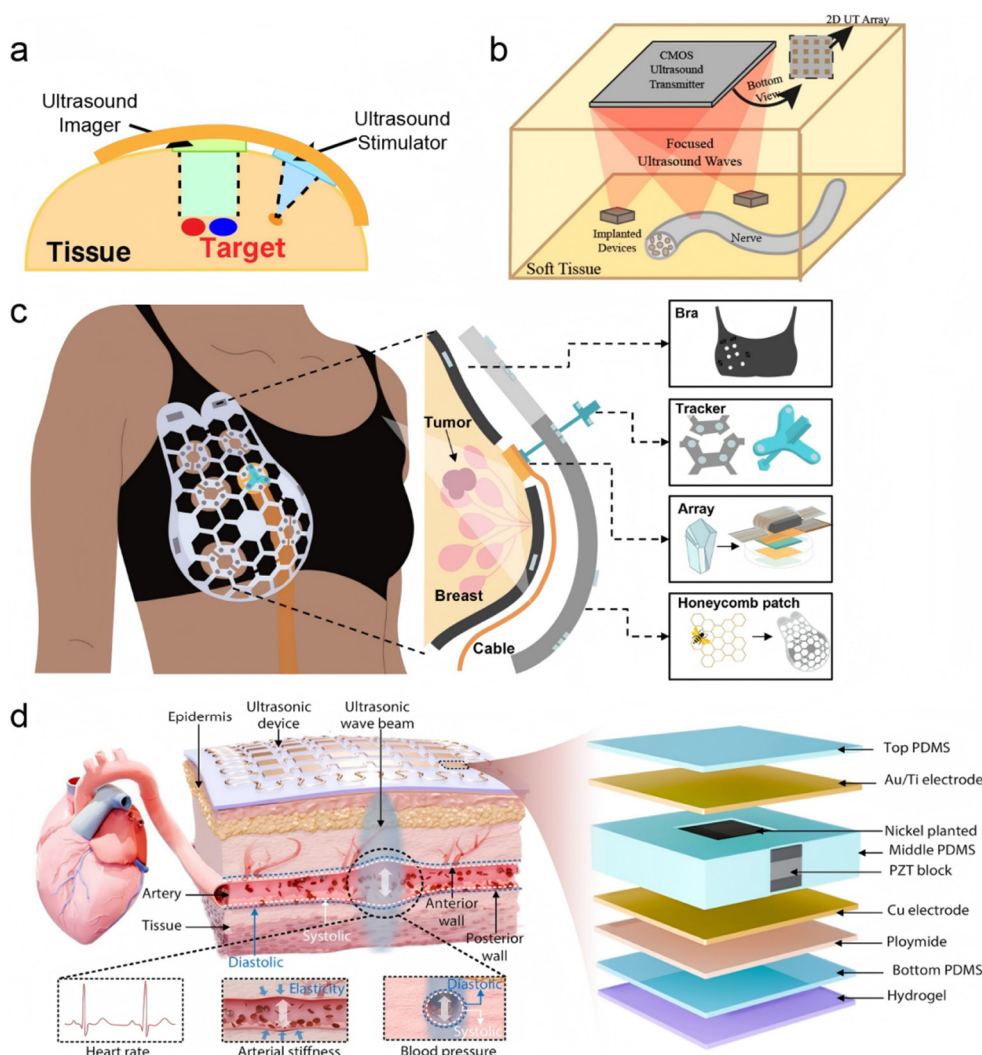 a
Ultrasound
Imager
Ultrasound
Stimulator
Tissue
Target
b
2D UT Array
CMOS
Ultrasound
Transmitter
Bottom
View
Focused
Ultrasound Waves
Implanted
Devices
Nerve
Soft Tissue
c
Tumor
Breast
Cable
Bra
Tracker
Array
Honeycomb patch
d
Epidermis
Ultrasonic
device
Ultrasonic
wave beam
Artery
Tissue
Diastolic
Systolic
Anterior
wall
Posterior
wall
Elasticity
Diastolic
Systolic
Heart rate
Arterial stiffness
Blood pressure
Top PDMS
Au/Ti electrode
Nickel planted
Middle PDMS
PZT block
Cu electrode
Ploymide
Bottom PDMS
Hydrogel